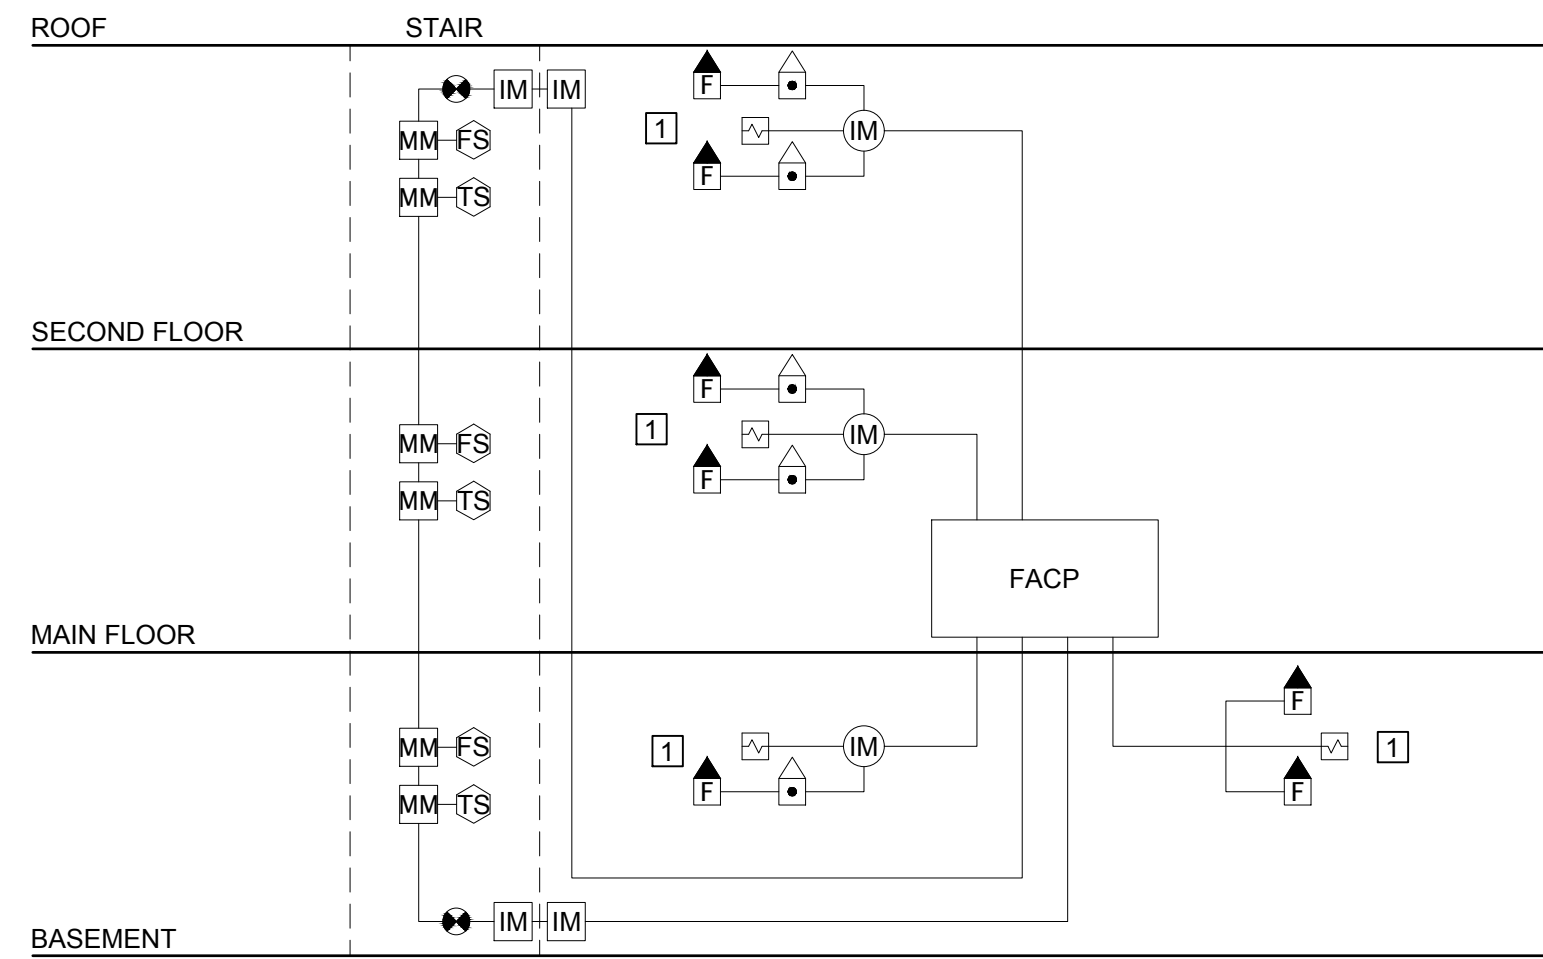 ROOF STAIR
IM IM F
MM FS 1 IM
F
MM TS
SECOND FLOOR
F
MM FS 1 IM
F
MM TS
FACP
MAIN FLOOR
F
MM FS 1 IM 1
MM TS F F
IM IM
BASEMENT